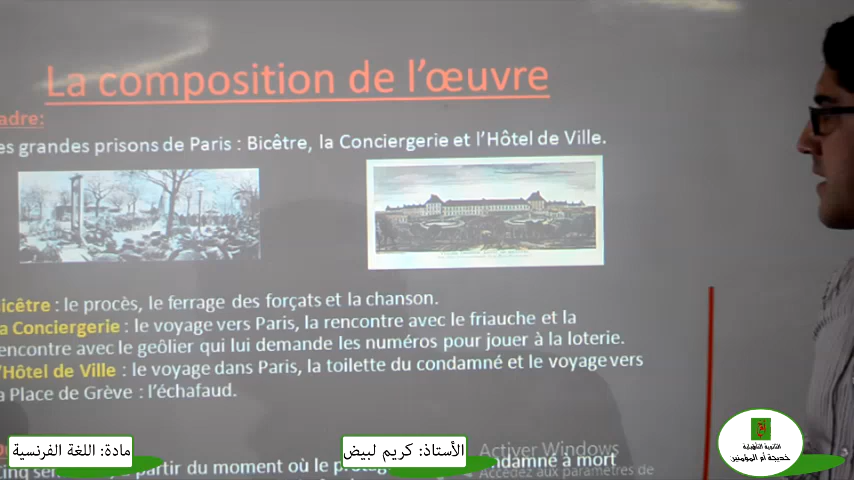 La composition de l’œuvre
adre:
es grandes prisons de Paris : Bicêtre, la Conciergerie et l’Hôtel de Ville.
icêtre : le procès, le ferrage des forçats et la chanson.
a Conciergerie : le voyage vers Paris, la rencontre avec le friauche et la
encontre avec le geôlier qui lui demande les numéros pour jouer à la loterie.
’Hôtel de Ville : le voyage dans Paris, la toilette du condamné et le voyage vers
a Place de Grève : l’échafaud.
مادة: اللغة الفرنسية
الأستاذ: كريم لبيض
Activer Windows
partir du moment où le ndamné à mort
Accédez aux paramètres de
الثانوية التأهيلية
خديجة أم المؤمنين